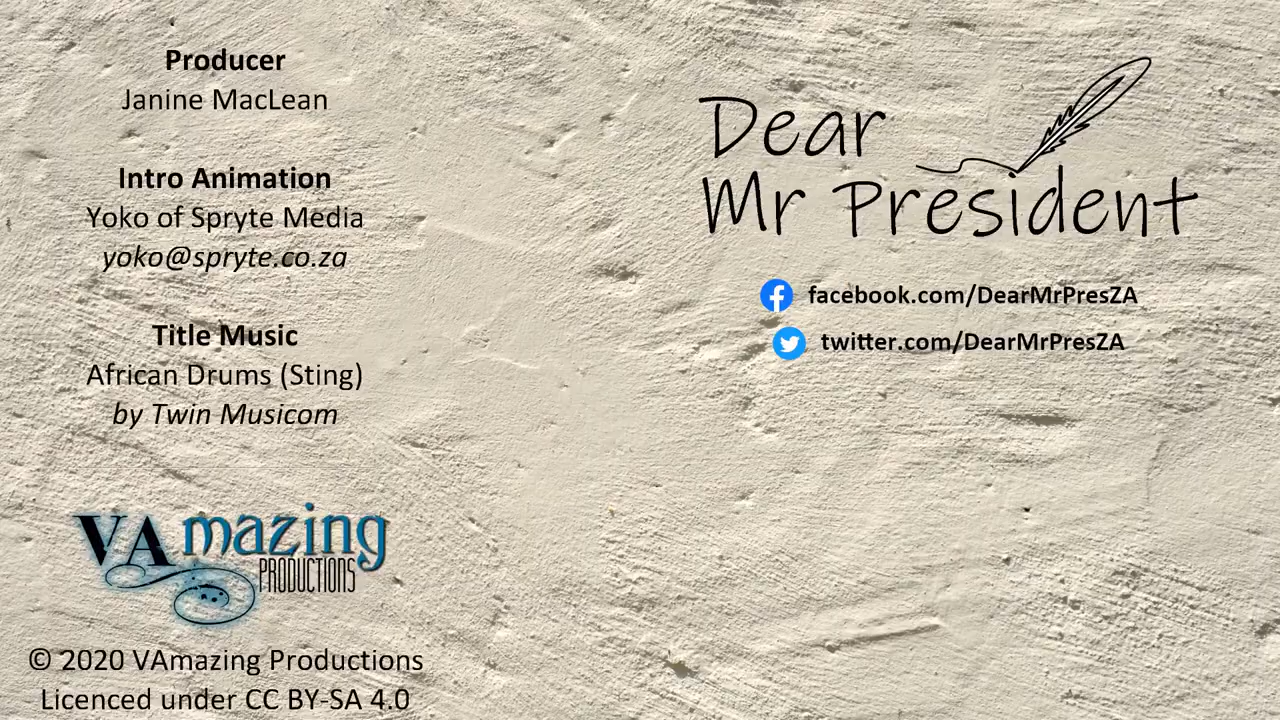 Producer
Janine MacLean
Intro Animation
Yoko of Spryte Media
yoko@spryte.co.za
Title Music
African Drums (Sting)
by Twin Musicom
VAmazing
PRODUCTIONS
© 2020 VAmazing Productions
Licenced under CC BY-SA 4.0
Dear
Mr President
facebook.com/DearMrPresZA
twitter.com/DearMrPresZA